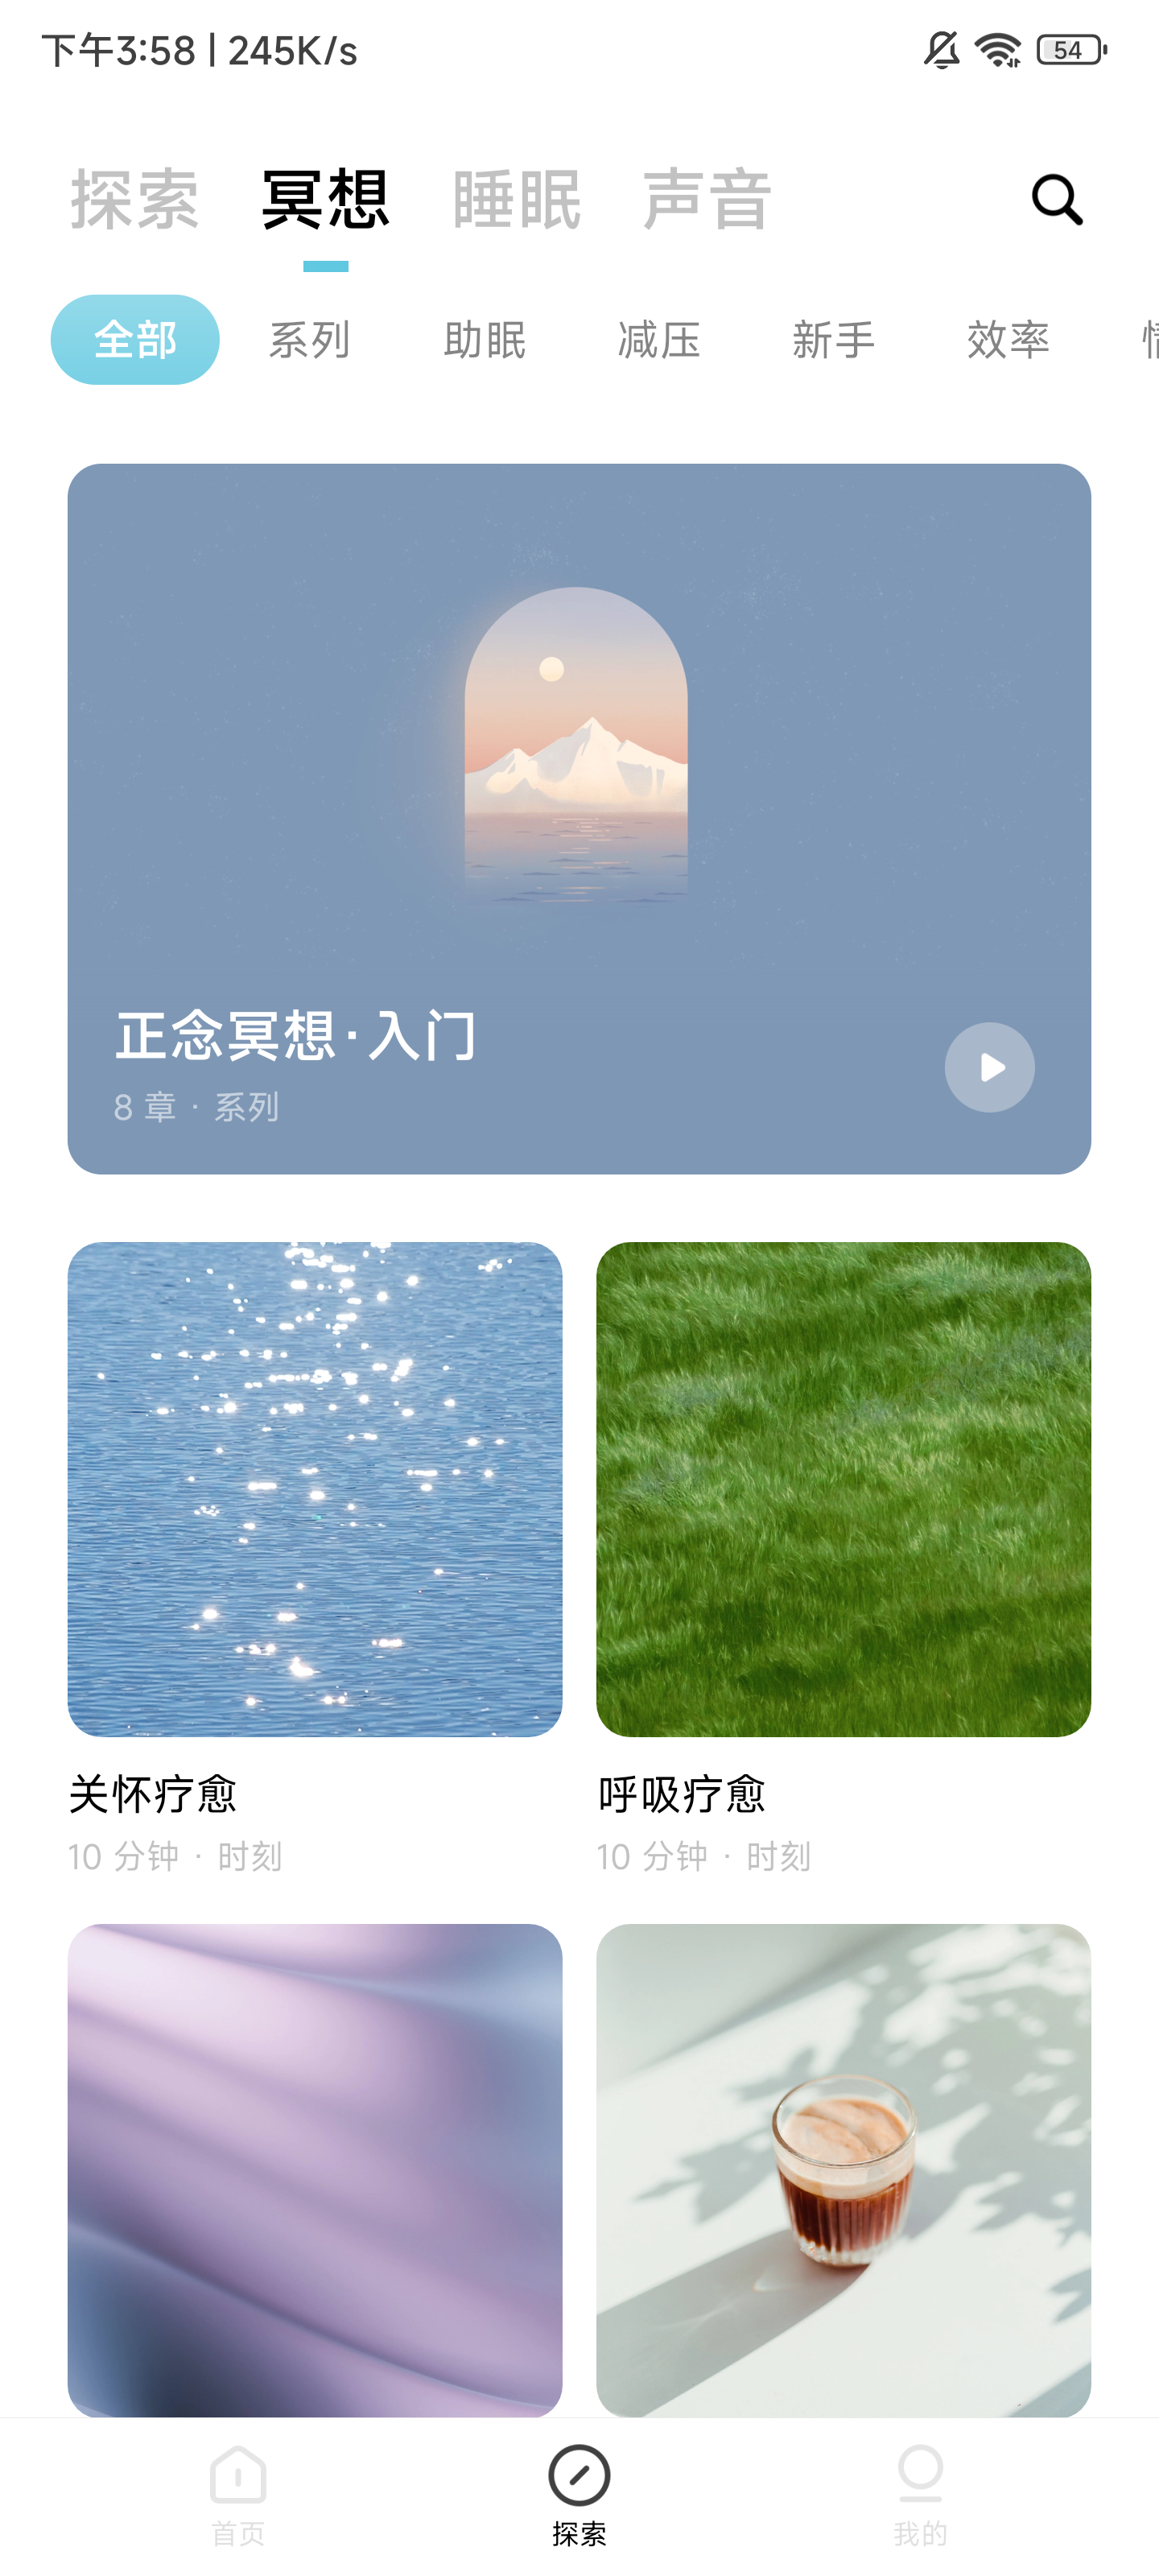 下午3:58 | 245K/s
54
探索 冥想 睡眠 声音
全部 系列 助眠 减压 新手 效率
正念冥想·入门
8 章 · 系列
关怀疗愈 呼吸疗愈
10 分钟 · 时刻 10 分钟 · 时刻
首页 探索 我的